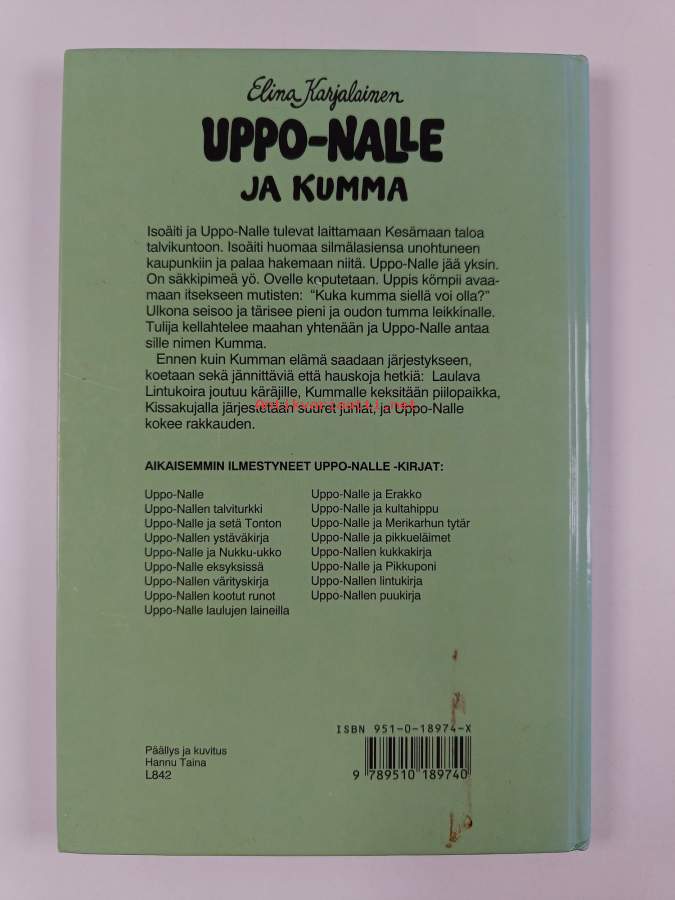 Elina Karjalainen
UPPO-NALLE
JA KUMMA
Isoäiti ja Uppo-Nalle tulevat laittamaan Kesämaan taloa
talvikuntoon. Isoäiti huomaa silmälasiensa unohtuneen
kaupunkiin ja palaa hakemaan niitä. Uppo-Nalle jää yksin.
On säkkipimeä yö. Ovelle koputetaan. Uppis kömpii avaa-
maan itsekseen mutisten: “Kuka kumma siellä voi olla?”
Ulkona seisoo ja tärisee pieni ja oudon tumma leikkinalle.
Tulija kellahtelee maahan yhtenään ja Uppo-Nalle antaa
sille nimen Kumma.
Ennen kuin Kumman elämä saadaan järjestykseen,
koetaan sekä jännittäviä että hauskoja hetkiä: Laulava
Lintukoira joutuu käräjille, Kummalle keksitään piilopaikka,
Antikvariaatti.net
Kissakujalla järjestetään suuret juhlat, ja Uppo-Nalle
kokee rakkauden.
AIKAISEMMIN ILMESTYNEET UPPO-NALLE -KIRJAT:
Uppo-Nalle
Uppo-Nallen talviturkki
Uppo-Nalle ja setä Tonton
Uppo-Nallen ystäväkirja
Uppo-Nalle ja Nukku-ukko
Uppo-Nalle eksyksissä
Uppo-Nallen värityskirja
Uppo-Nallen kootut runot
Uppo-Nalle laulujen laineilla
Uppo-Nalle ja Erakko
Uppo-Nalle ja kultahippu
Uppo-Nalle ja Merikarhun tytär
Uppo-Nalle ja pikkueläimet
Uppo-Nallen kukkakirja
Uppo-Nalle ja Pikkuponi
Uppo-Nallen lintukirja
Uppo-Nallen puukirja
Päällys ja kuvitus
Hannu Taina
L842
ISBN 951-0-18974-X
9 789510 189740